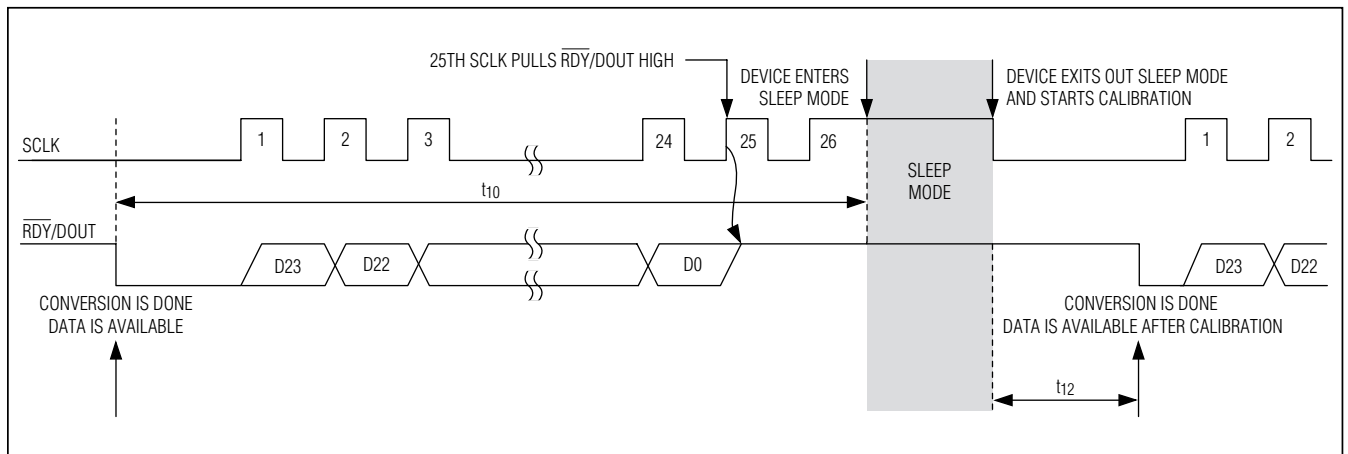 25TH SCLK PULLS RDY/DOUT HIGH
DEVICE ENTERS
SLEEP MODE
DEVICE EXITS OUT SLEEP MODE
AND STARTS CALIBRATION
SCLK
1
2
3
24
25
26
1
2
SLEEP
MODE
t10
RDY/DOUT
D23
D22
D0
D23
D22
CONVERSION IS DONE
DATA IS AVAILABLE
CONVERSION IS DONE
DATA IS AVAILABLE AFTER CALIBRATION
t12